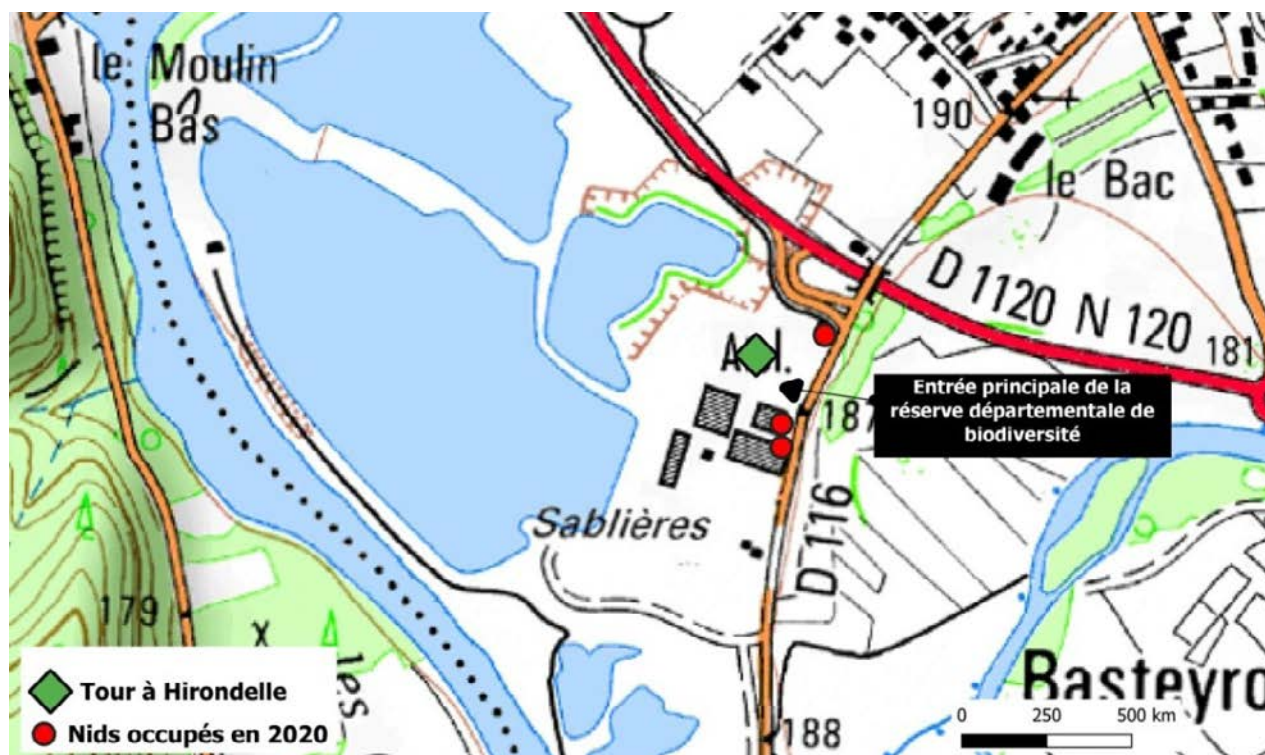 le Moulin
Bas
190
le Bac
D 1120 N 120
181
A l.
Entrée principale de la
réserve départementale de
biodiversité
187
Sablières
D 116
179
les
Basteyro
188
Tour à Hirondelle
Nids occupés en 2020
0 250 500 km